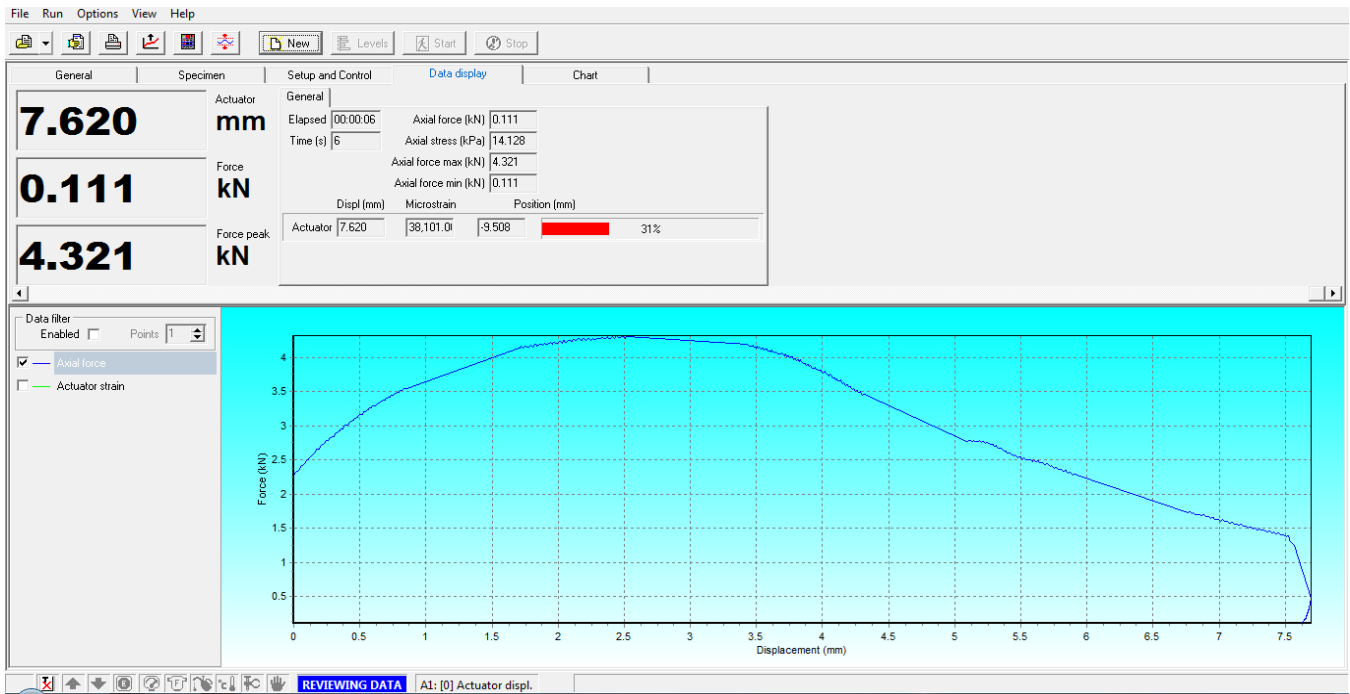 File Run Options View Help
New Levels Start Stop
General Specimen Setup and Control Data display Chart
7.620 Actuator mm
0.111 Force kN
4.321 Force peak kN
General
Elapsed 00:00:06 Axial force (kN) 0.111
Time (s) 6 Axial stress (kPa) 14.128
Axial force max (kN) 4.321
Axial force min (kN) 0.111
Displ (mm) Microstrain Position (mm)
Actuator 7.620 38,101.0 -9.508 31%
Data filter
Enabled Points 1
Axial force
Actuator strain
Force (kN)
4
3.5
3
2.5
2
1.5
1
0.5
0 0.5 1 1.5 2 2.5 3 3.5 4 4.5 5 5.5 6 6.5 7 7.5
Displacement (mm)
REVIEWING DATA A1: [0] Actuator displ.